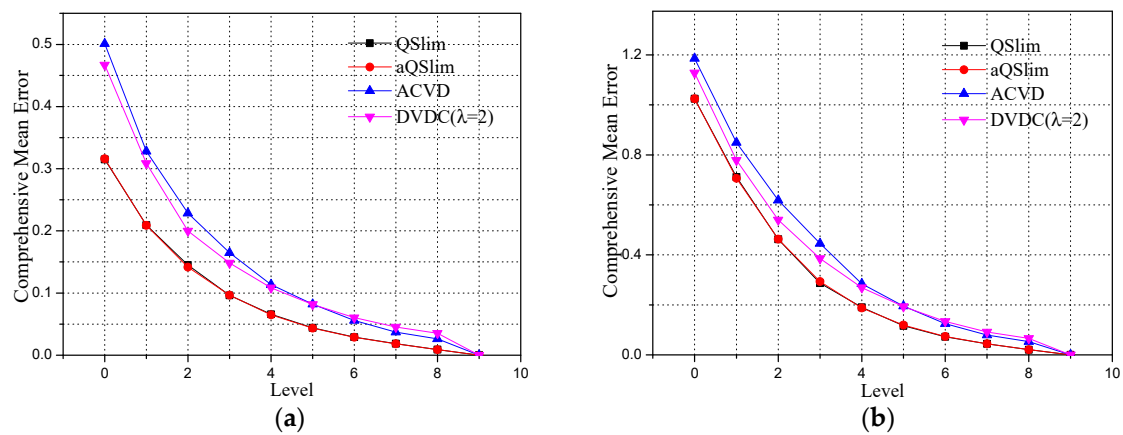 Comprehensive Mean Error
0.5
0.4
0.3
0.2
0.1
0.0
QSlim
aQSlim
ACVD
DVDC(λ=2)
0 2 4 6 8 10
Level
(a)
Comprehensive Mean Error
1.2
0.8
0.4
0.0
QSlim
aQSlim
ACVD
DVDC(λ=2)
0 2 4 6 8 10
Level
(b)